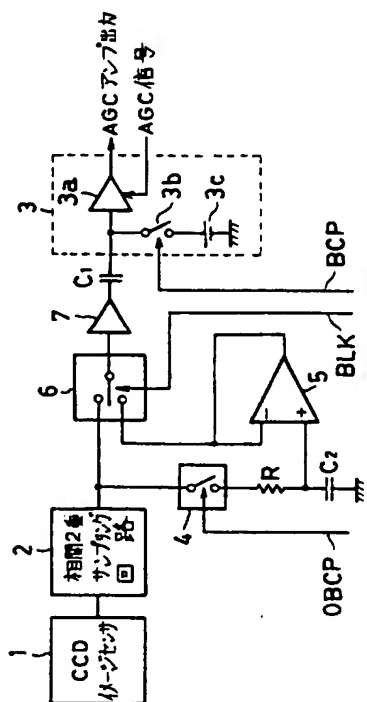 1
CCD
イメージセンサ
2
相関2重
サンプリング
回路
4
R
C2
OBCP
5
-
+
6
7
C1
BLK
BCP
3
3a
3b
3c
AGCアンプ出力
AGC信号